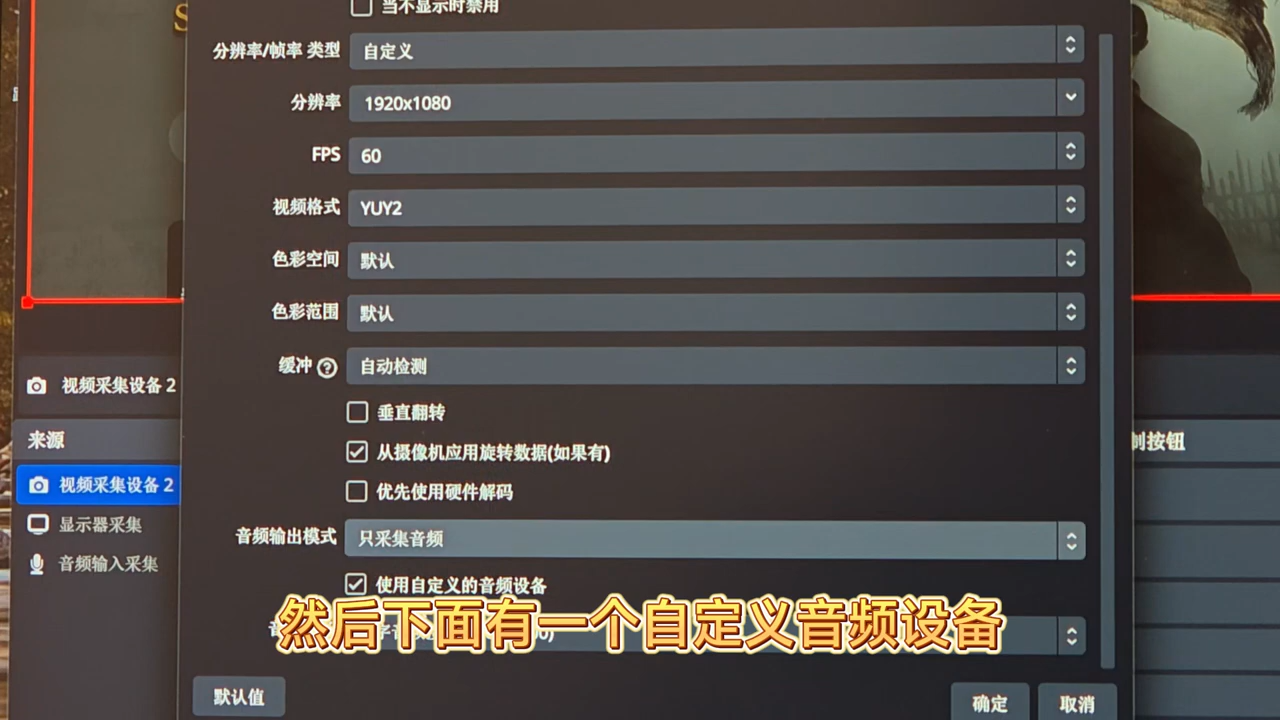 当不显示时禁用
分辨率/帧率 类型 自定义
分辨率 1920x1080
FPS 60
视频格式 YUY2
色彩空间 默认
色彩范围 默认
缓冲 ? 自动检测
垂直翻转
从摄像机应用旋转数据(如果有)
优先使用硬件解码
音频输出模式 只采集音频
使用自定义的音频设备
然后下面有一个自定义音频设备
默认值
确定
取消
视频采集设备 2
来源
视频采集设备 2
显示器采集
音频输入采集
制按钮